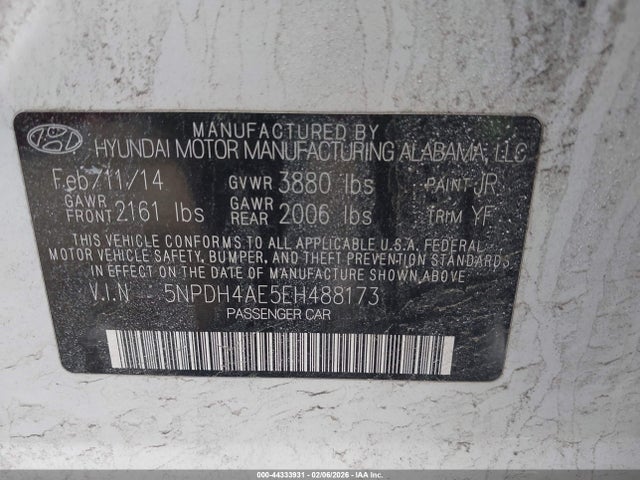 MANUFACTURED BY
HYUNDAI MOTOR MANUFACTURING ALABAMA, LLC
Feb/11/14 GVWR 3880 lbs PAINT JR
GAWR FRONT 2161 lbs GAWR REAR 2006 lbs TRIM YF
THIS VEHICLE CONFORMS TO ALL APPLICABLE U.S.A. FEDERAL
MOTOR VEHICLE SAFETY, BUMPER, AND THEFT PREVENTION STANDARDS
IN EFFECT ON THE DATE OF MANUFACTURE SHOWN ABOVE.
V.I.N 5NPDH4AE5EH488173
PASSENGER CAR
000-44333931 - 02/06/2026 - IAA Inc.